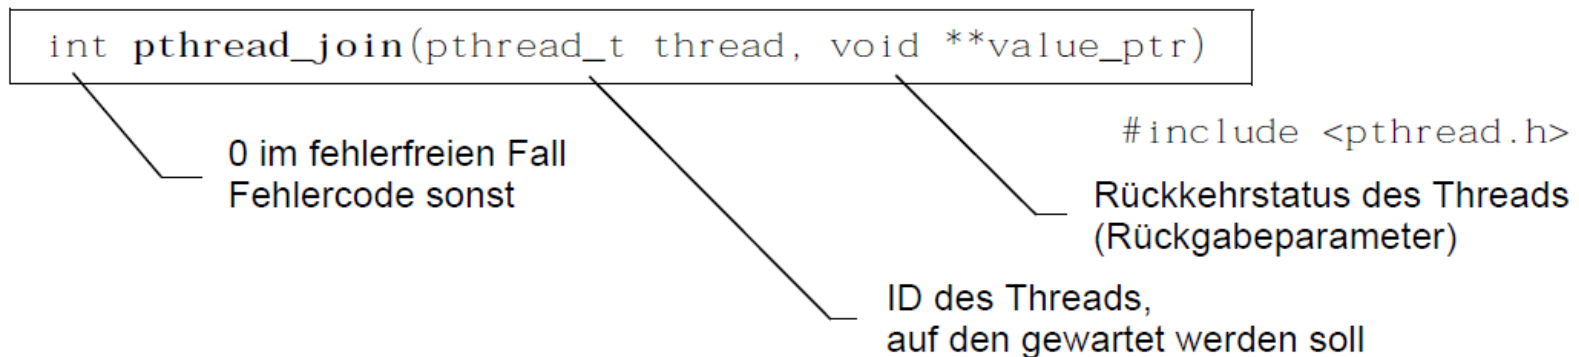 int pthread_join(pthread_t thread, void **value_ptr)
#include <pthread.h>
0 im fehlerfreien Fall
Fehlercode sonst
Rückkehrstatus des Threads
(Rückgabeparameter)
ID des Threads,
auf den gewartet werden soll